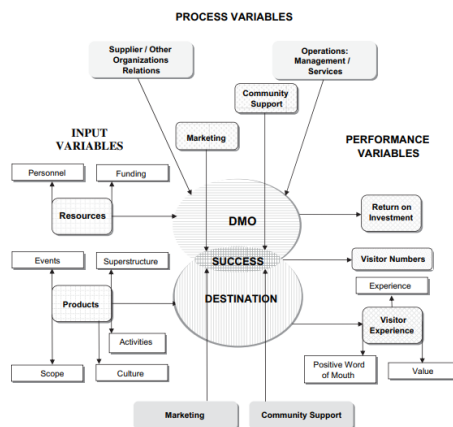 PROCESS VARIABLES
Supplier / Other
Organizations
Relations
Operations:
Management /
Services
Community
Support
Marketing
INPUT
VARIABLES
PERFORMANCE
VARIABLES
Personnel
Funding
Resources
DMO
Return on
Investment
Events
Superstructure
SUCCESS
Visitor Numbers
DESTINATION
Experience
Products
Visitor
Experience
Activities
Scope
Culture
Positive Word
of Mouth
Value
Marketing
Community Support